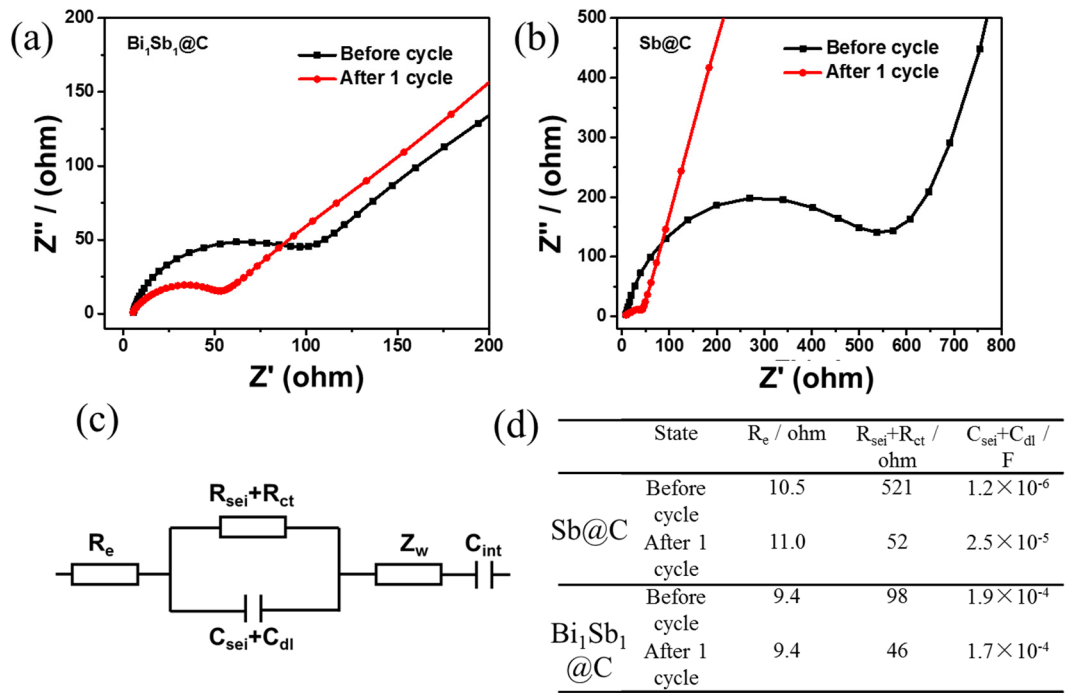 (a)
Bi₁Sb₁@C
Before cycle
After 1 cycle
200
150
100
50
0
Z'' / (ohm)
0 50 100 150 200
Z' (ohm)
(b)
Sb@C
Before cycle
After 1 cycle
500
400
300
200
100
0
Z'' / (ohm)
0 100 200 300 400 500 600 700 800
Z' (ohm)
(c)
Rsei+Rct
Re
Zw
Cint
Csei+Cdl
(d)
State Re / ohm Rsei+Rct / ohm Csei+Cdl / F
Sb@C
Before cycle 10.5 521 1.2×10⁻⁶
After 1 cycle 11.0 52 2.5×10⁻⁵
Bi₁Sb₁@C
Before cycle 9.4 98 1.9×10⁻⁴
After 1 cycle 9.4 46 1.7×10⁻⁴